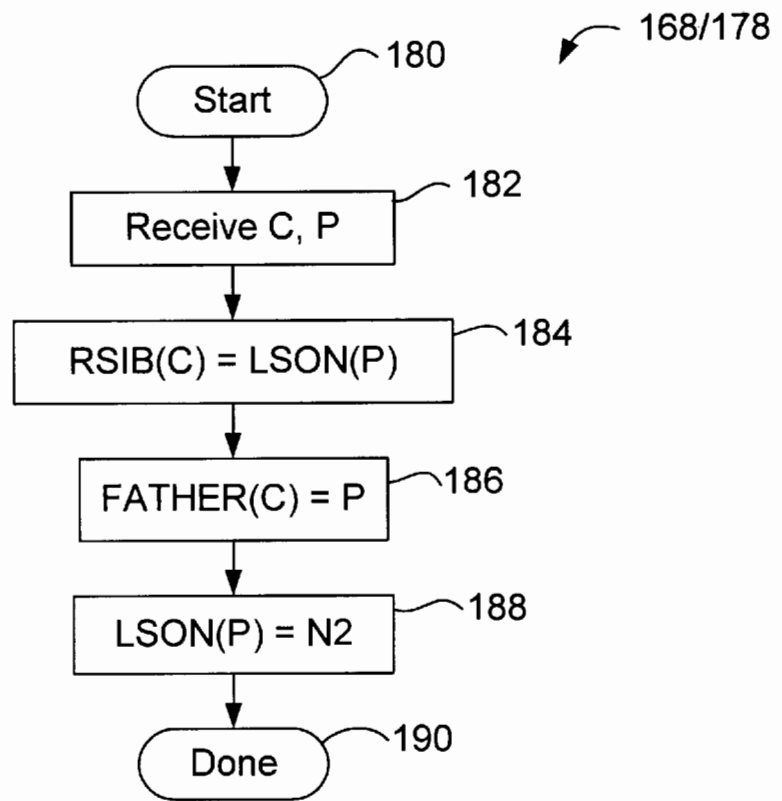 168/178
180
Start
182
Receive C, P
184
RSIB(C) = LSON(P)
186
FATHER(C) = P
188
LSON(P) = N2
190
Done